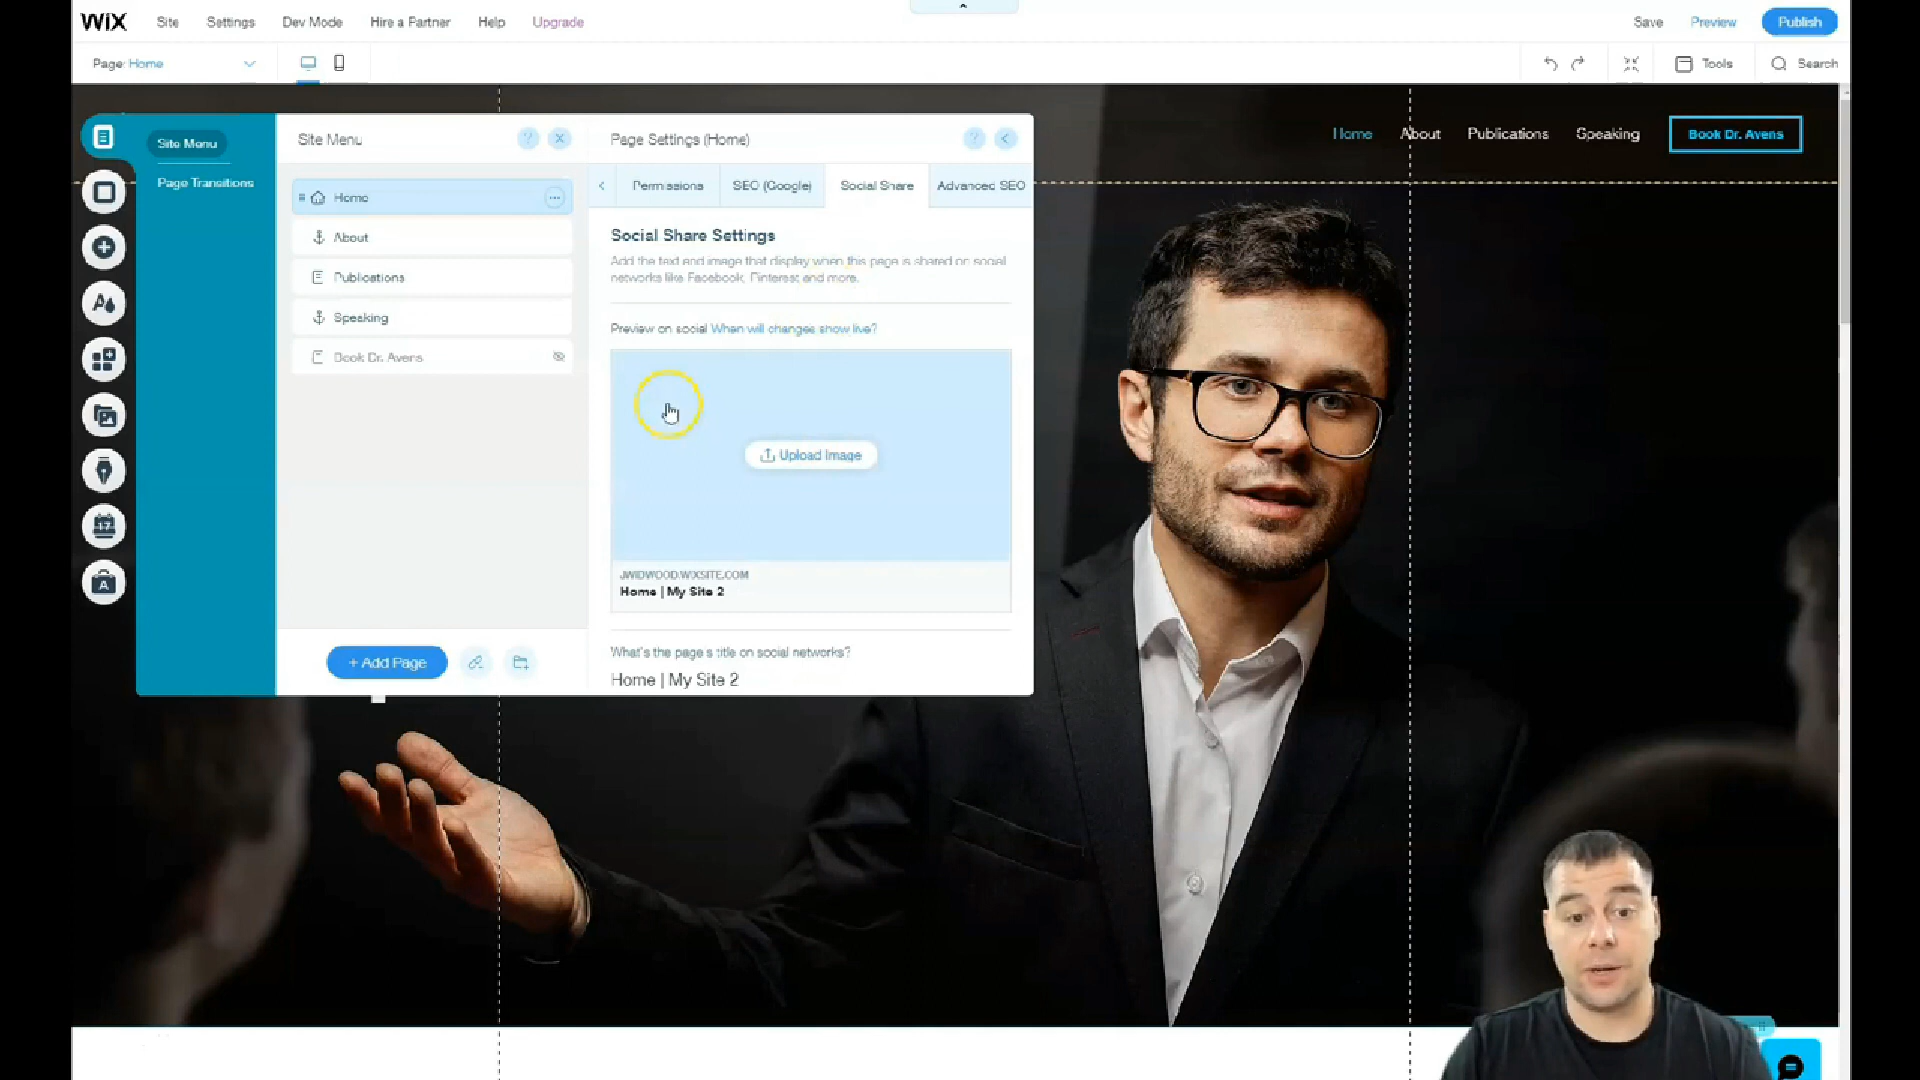 WiX Site Settings Dev Mode Hire a Partner Help Upgrade Save Preview Publish
Page: Home Tools Search
Home About Publications Speaking Book Dr. Avens
Site Menu
Page Transitions
Site Menu ? ×
Home ...
About
Publications
Speaking
Book Dr. Avens
+ Add Page
Page Settings (Home) ? <
< Permissions SEO (Google) Social Share Advanced SEO
Social Share Settings
Add the text and image that display when this page is shared on social
networks like Facebook, Pinterest and more.
Preview on social When will changes show live?
Upload Image
JWIDWOOD.WIXSITE.COM
Home | My Site 2
What's the page's title on social networks?
Home | My Site 2
17
A